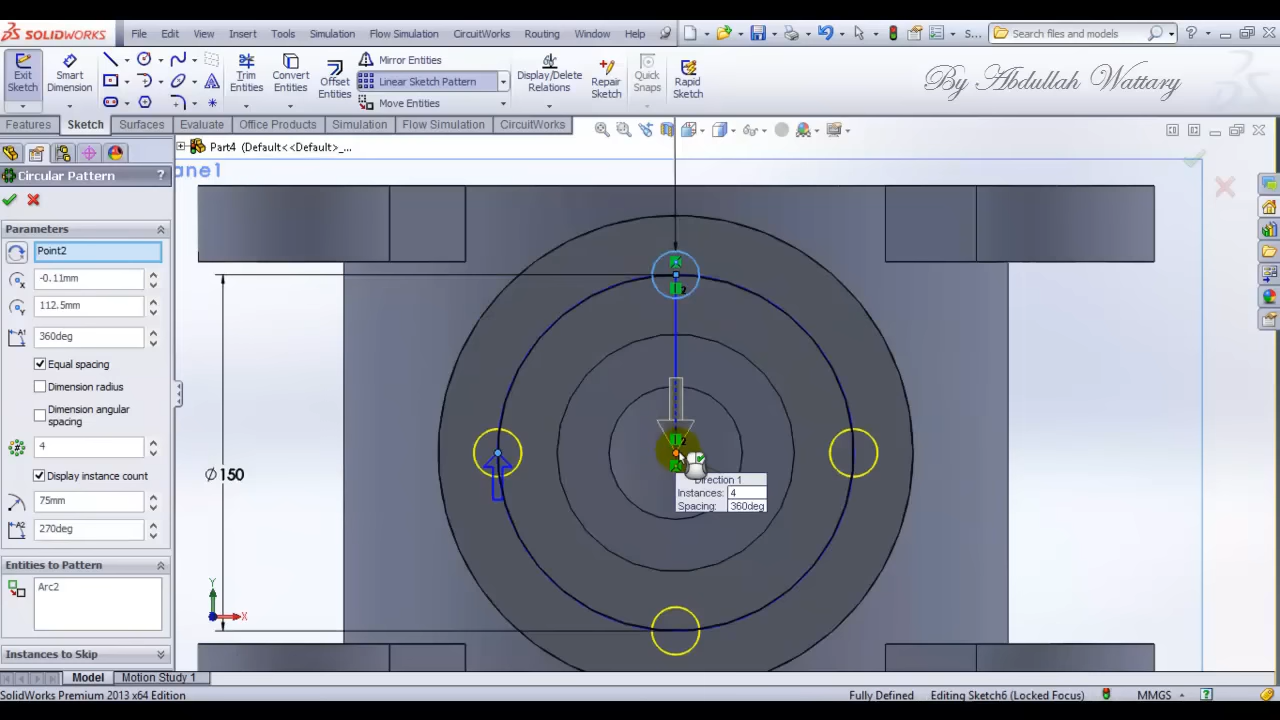 SOLIDWORKS File Edit View Insert Tools Simulation Flow Simulation CircuitWorks Routing Window Help S... Search files and models
Exit Sketch Smart Dimension Trim Entities Convert Entities Offset Entities Mirror Entities Linear Sketch Pattern Move Entities Display/Delete Relations Repair Sketch Quick Snaps Rapid Sketch
By Abdullah Wattary
Features Sketch Surfaces Evaluate Office Products Simulation Flow Simulation CircuitWorks
Part4 (Default<<Default>_...
ane1
Circular Pattern ?
Parameters
Point2
-0.11mm
112.5mm
360deg
Equal spacing
Dimension radius
Dimension angular
spacing
4
Display instance count
75mm
270deg
Entities to Pattern
Arc2
Instances to Skip
Ø150
2
2
Direction 1
Instances: 4
Spacing: 360deg
Y
X
Model Motion Study 1
SolidWorks Premium 2013 x64 Edition Fully Defined Editing Sketch6 (Locked Focus) MMGS ?